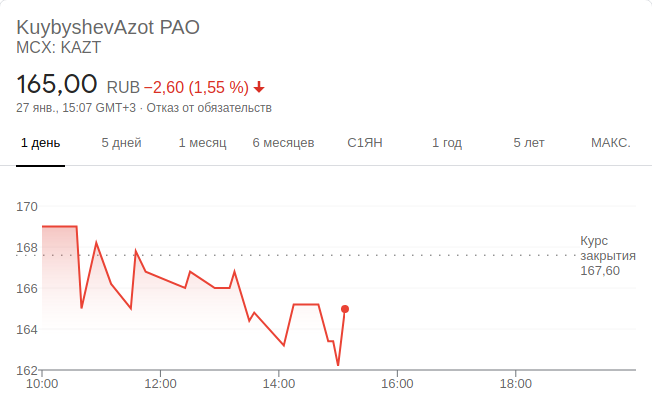 KuybyshevAzot PAO
MCX: KAZT
165,00 RUB −2,60 (1,55 %)
27 янв., 15:07 GMT+3 · Отказ от обязательств
1 день 5 дней 1 месяц 6 месяцев С1ЯН 1 год 5 лет МАКС.
170
168
166
164
162
Курс
закрытия
167,60
10:00 12:00 14:00 16:00 18:00